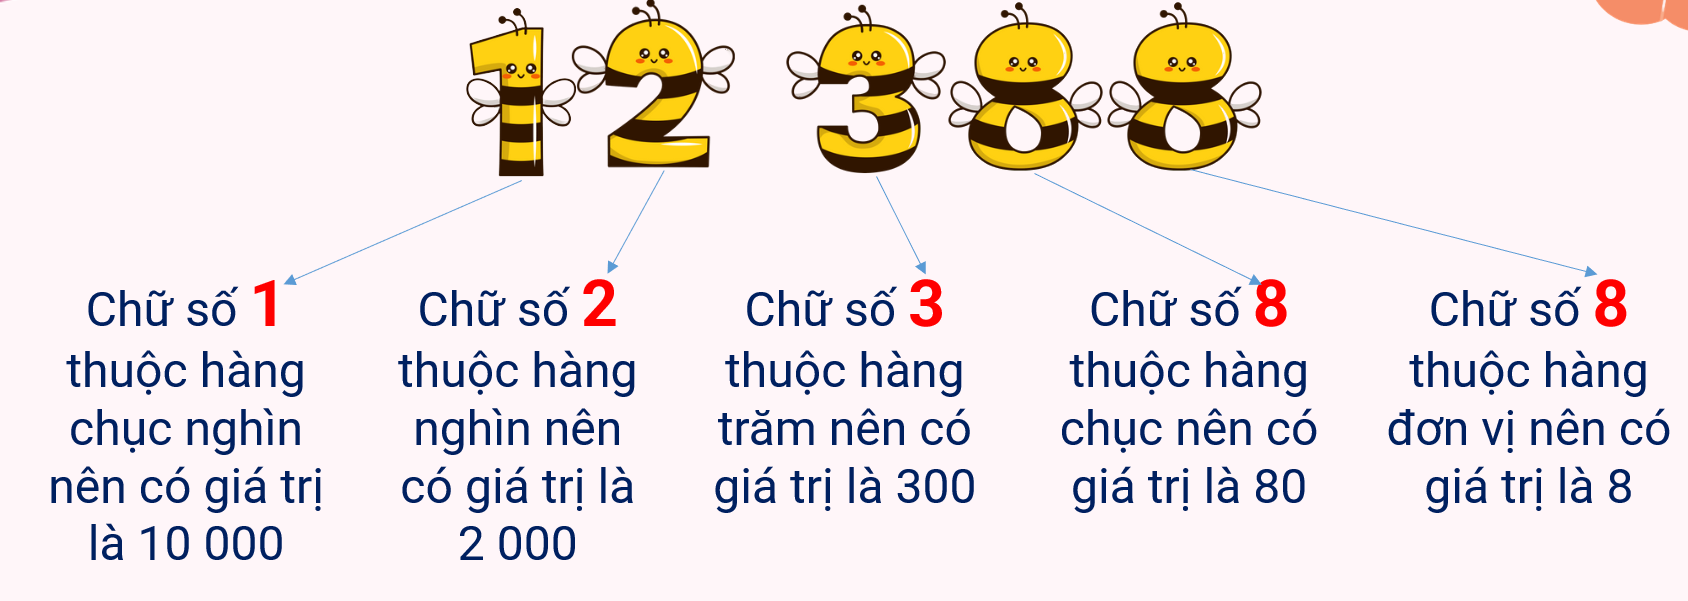 12 388
Chữ số 1
thuộc hàng
chục nghìn
nên có giá trị
là 10 000
Chữ số 2
thuộc hàng
nghìn nên
có giá trị là
2 000
Chữ số 3
thuộc hàng
trăm nên có
giá trị là 300
Chữ số 8
thuộc hàng
chục nên có
giá trị là 80
Chữ số 8
thuộc hàng
đơn vị nên có
giá trị là 8